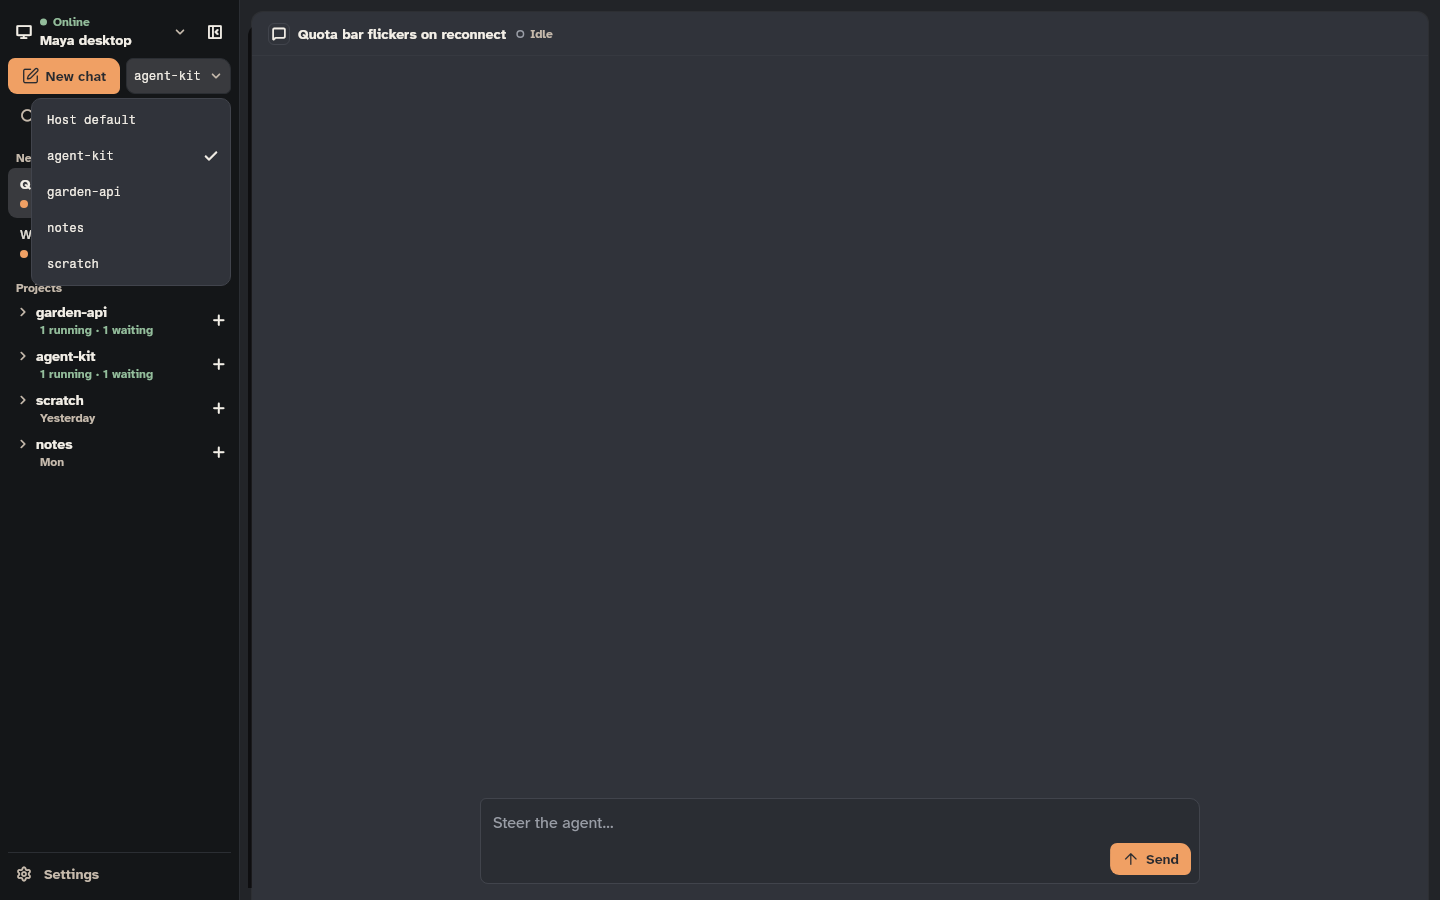 Online
Maya desktop
New chat
agent-kit
Host default
agent-kit
garden-api
notes
scratch
Ne
Q
W
Projects
garden-api
1 running · 1 waiting
agent-kit
1 running · 1 waiting
scratch
Yesterday
notes
Mon
Settings
Quota bar flickers on reconnect
Idle
Steer the agent...
Send